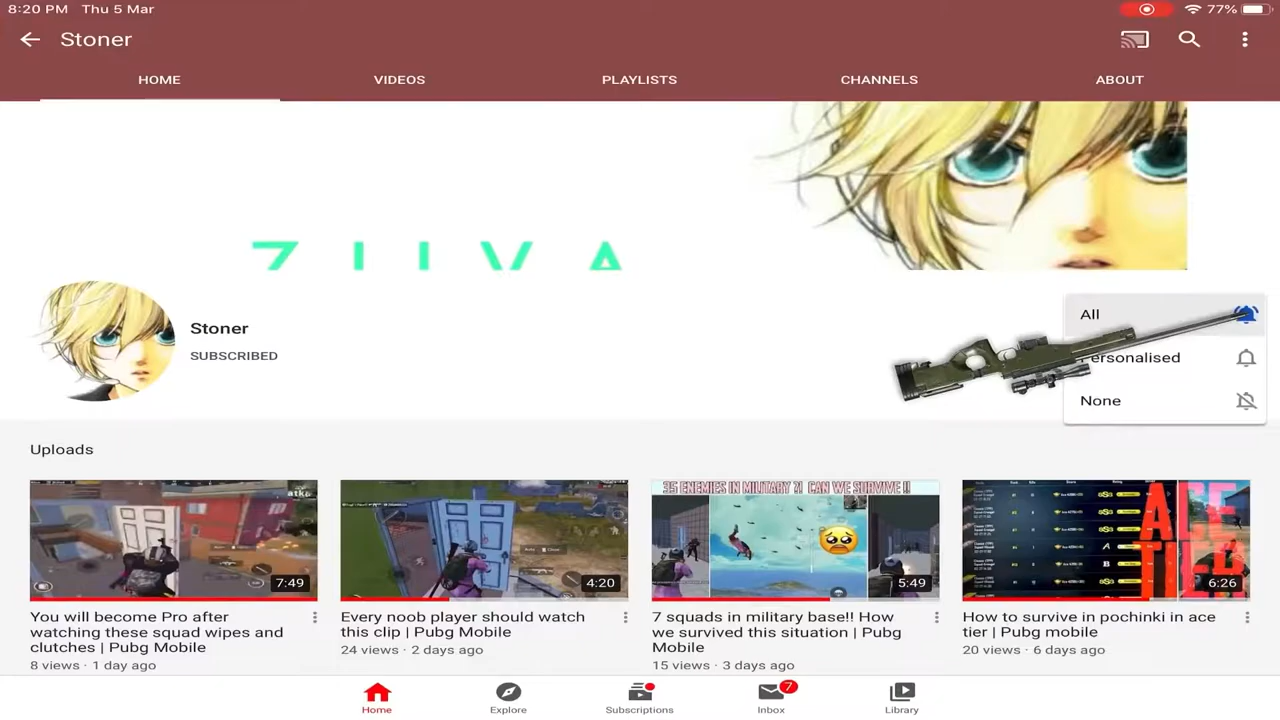 8:20 PM Thu 5 Mar
77%
Stoner
HOME VIDEOS PLAYLISTS CHANNELS ABOUT
Stoner
SUBSCRIBED
All
ersonalised
None
Uploads
7:49
4:20
35 ENEMIES IN MILITARY ?! CAN WE SURVIVE !!
5:49
ACE
6:26
You will become Pro after
watching these squad wipes and
clutches | Pubg Mobile
8 views · 1 day ago
Every noob player should watch
this clip | Pubg Mobile
24 views · 2 days ago
7 squads in military base!! How
we survived this situation | Pubg
Mobile
15 views · 3 days ago
How to survive in pochinki in ace
tier | Pubg mobile
20 views · 6 days ago
Home
Explore
Subscriptions
7
Inbox
Library